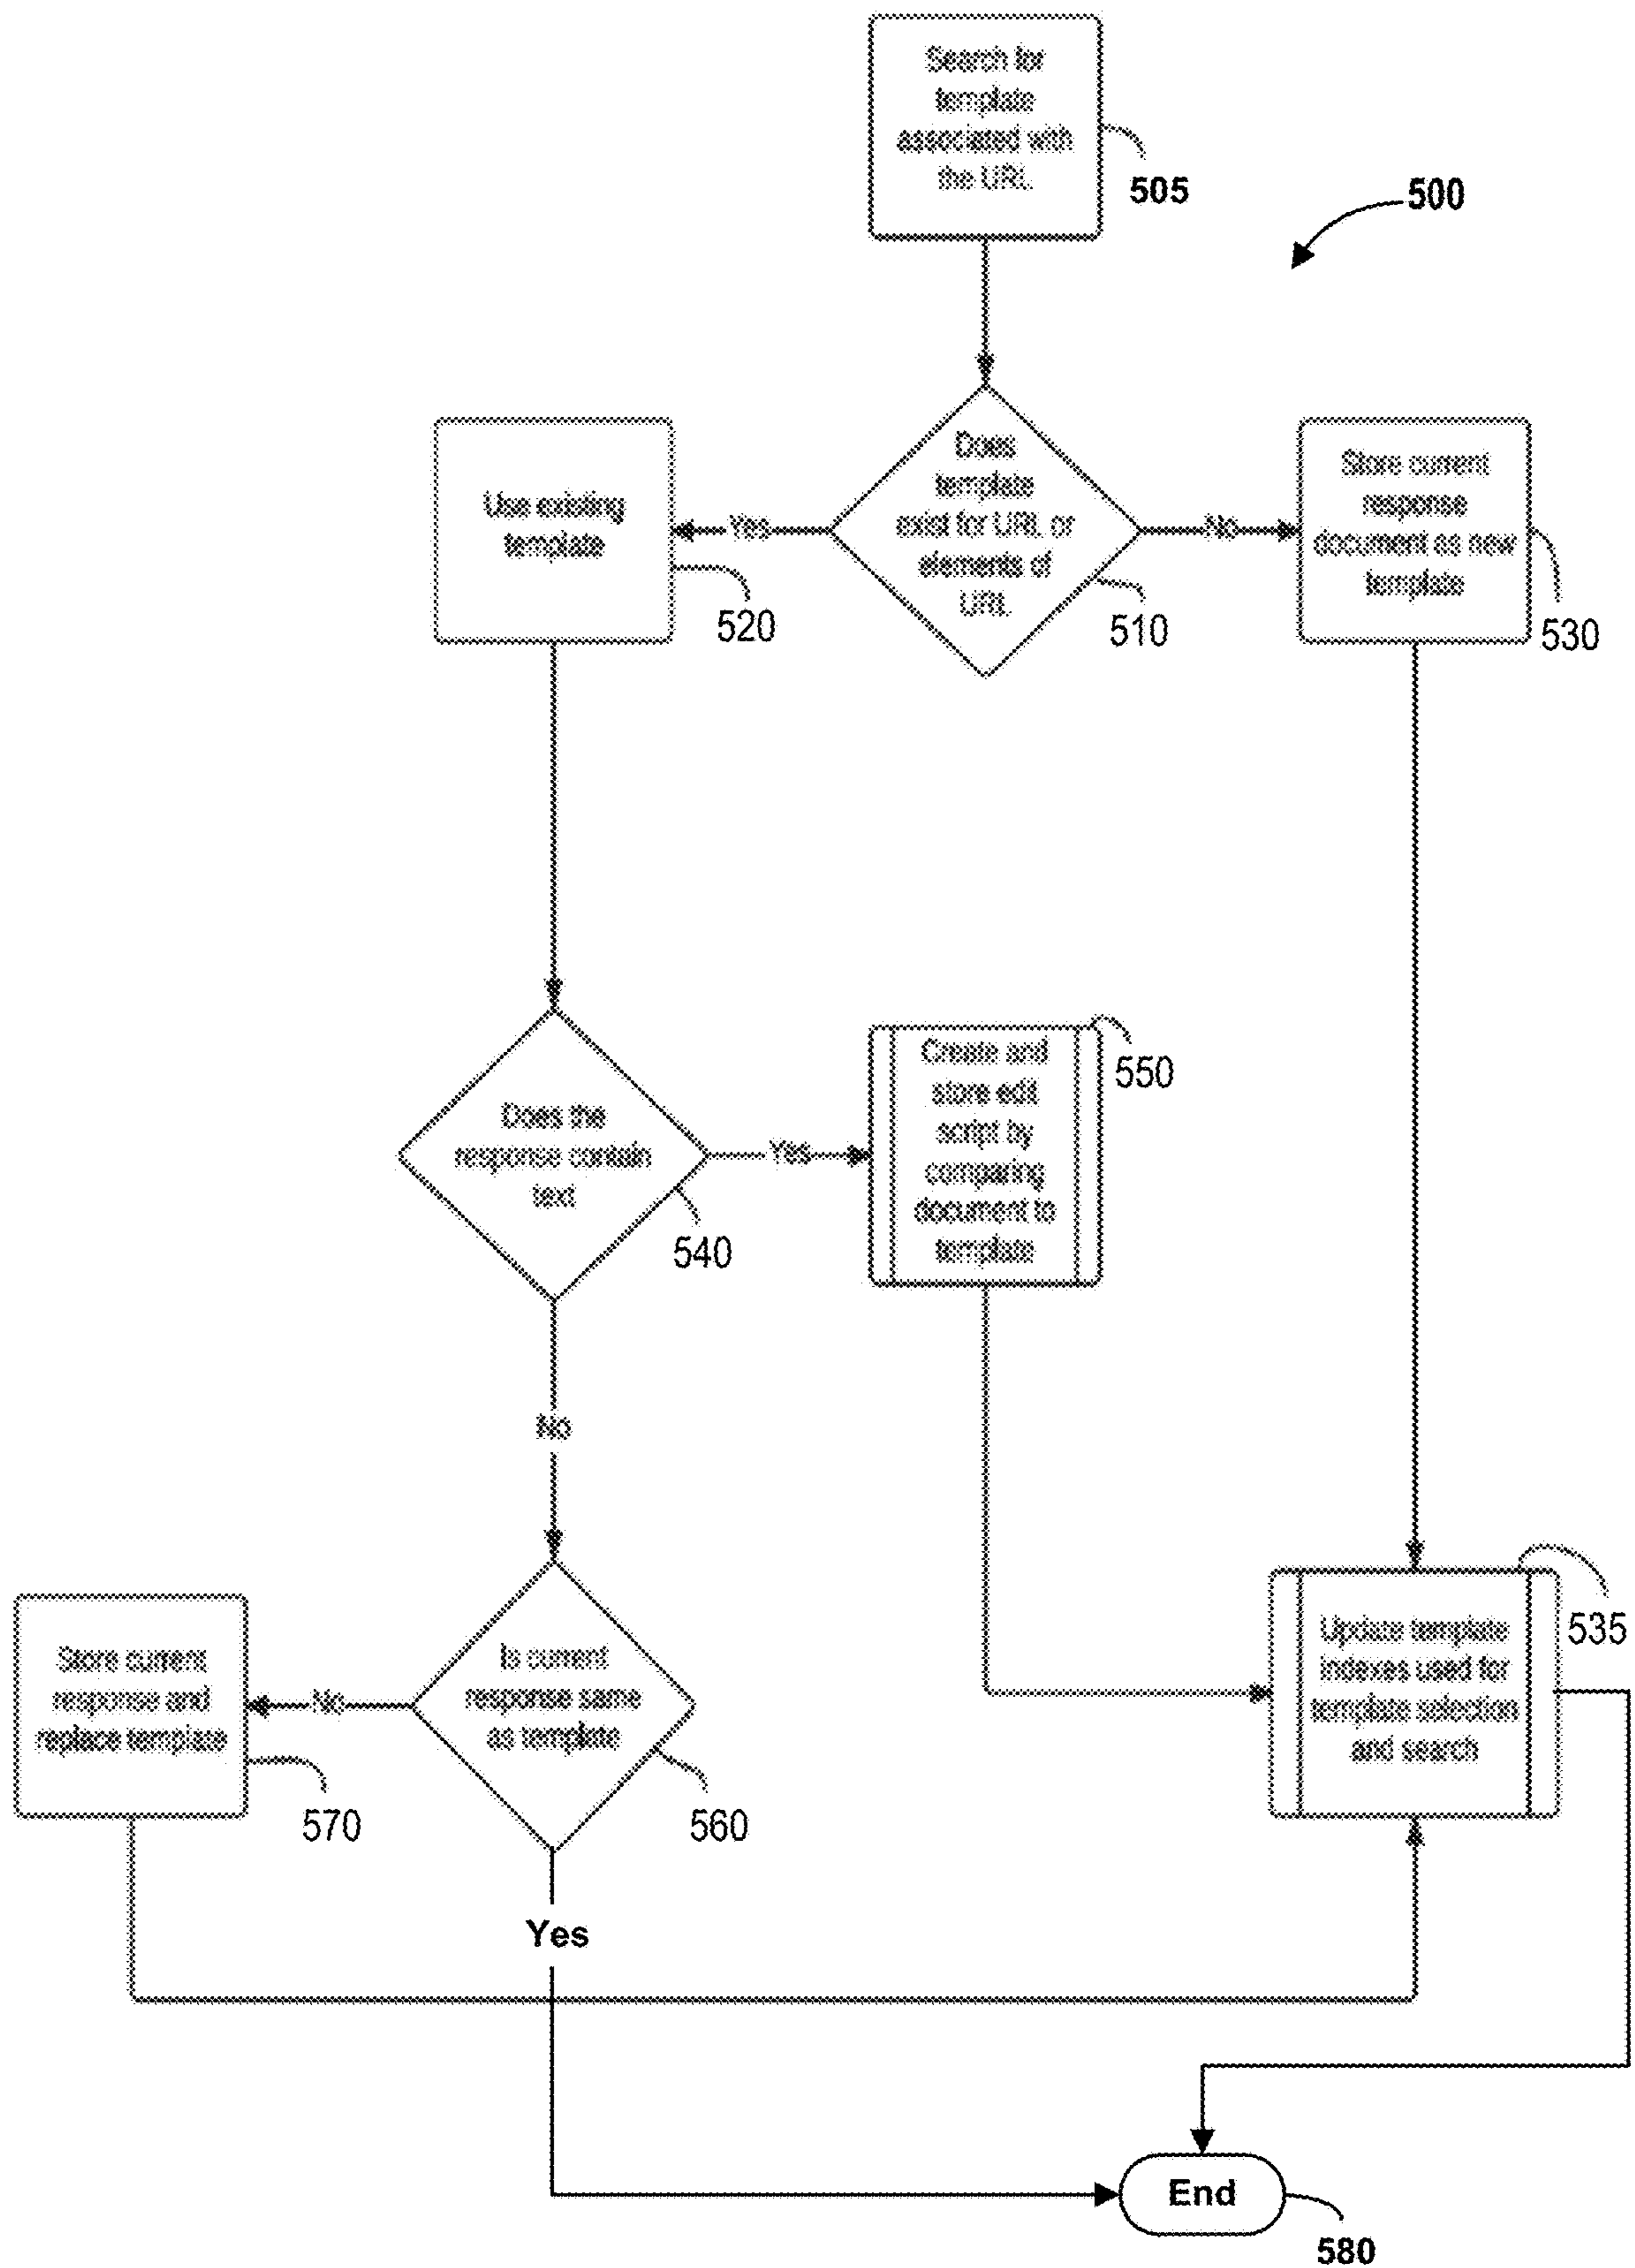 Search for
template
associated with
the URL
505
500
Does
template
exist for URL or
elements of
URL
510
Yes
No
Use existing
template
520
Store current
response
document as new
template
530
Does the
response contain
text
540
Yes
Create and
store edit
script by
comparing
document to
template
550
No
Is current
response same
as template
560
No
Store current
response and
replace template
570
Update template
indexes used for
template selection
and search
535
Yes
End
580